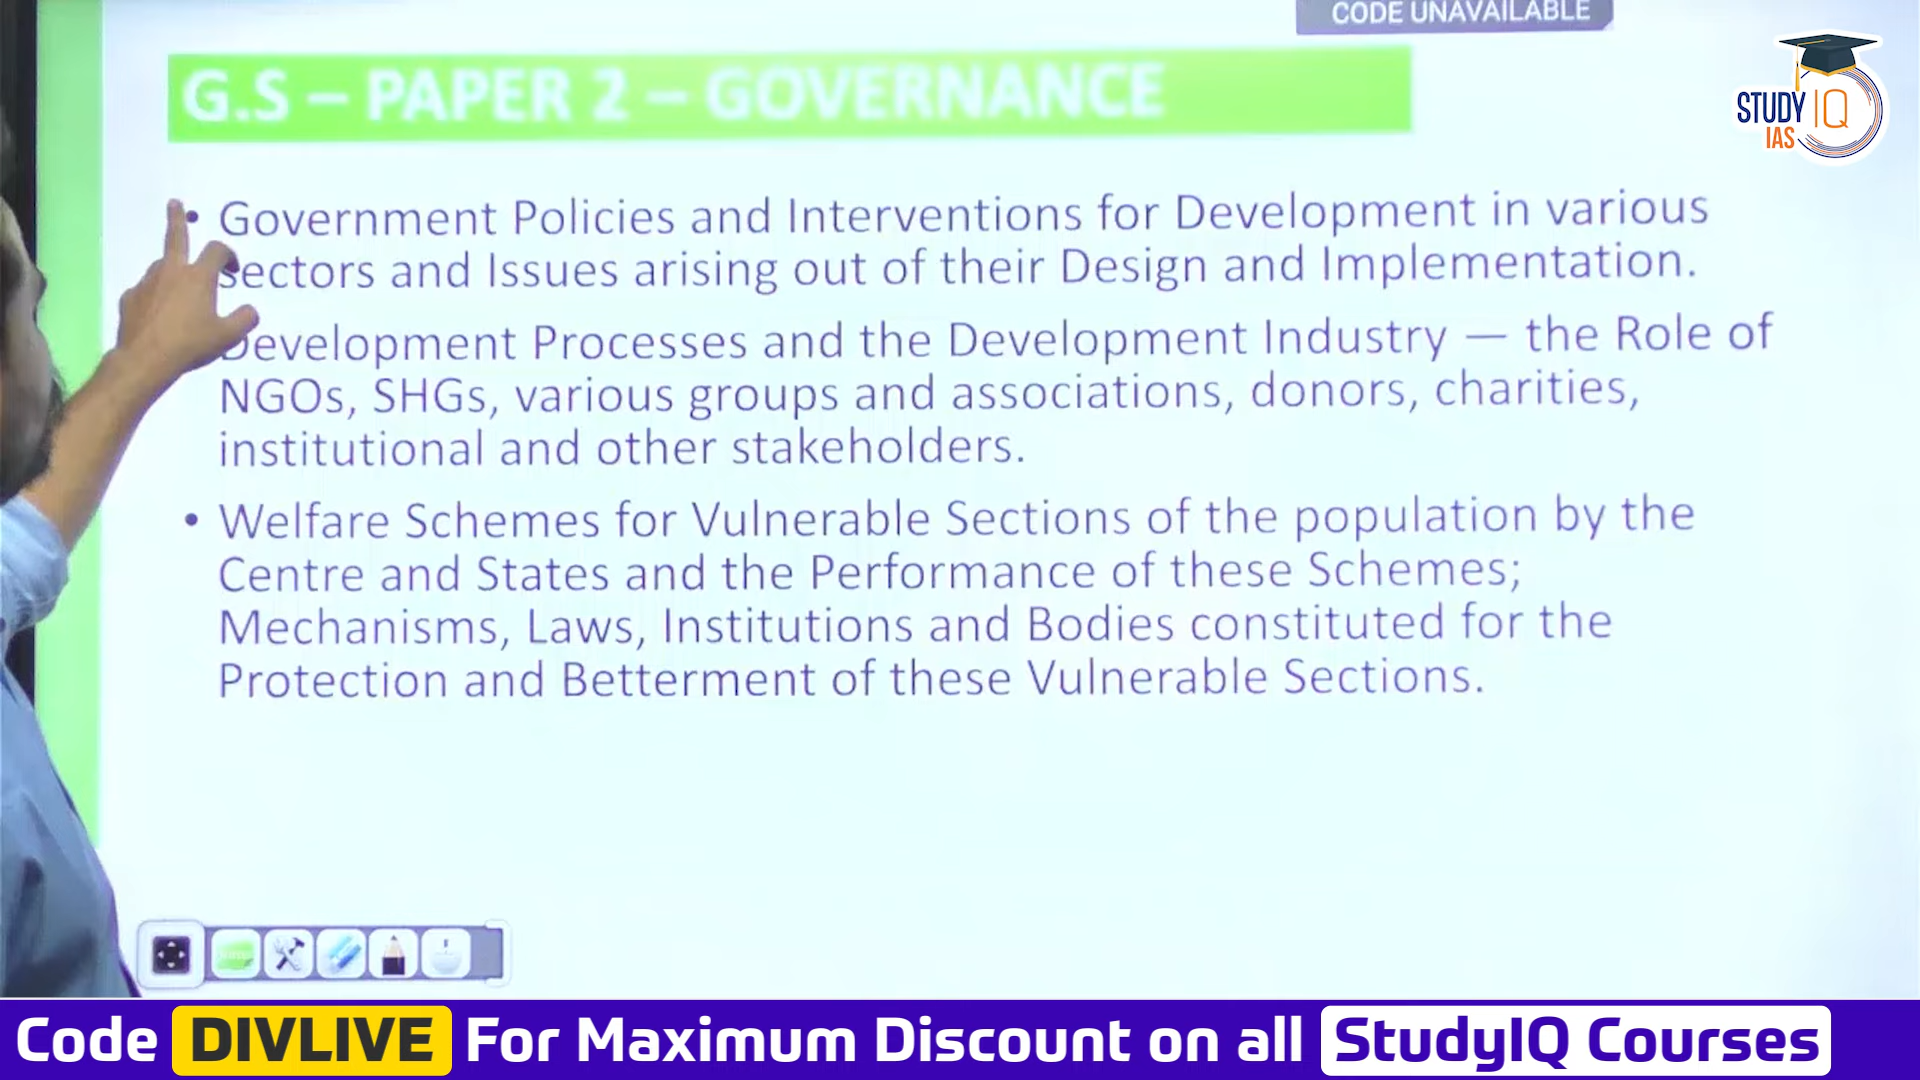 CODE UNAVAILABLE
G.S – PAPER 2 – GOVERNANCE
STUDY IQ
IAS
• Government Policies and Interventions for Development in various
sectors and Issues arising out of their Design and Implementation.
Development Processes and the Development Industry — the Role of
NGOs, SHGs, various groups and associations, donors, charities,
institutional and other stakeholders.
• Welfare Schemes for Vulnerable Sections of the population by the
Centre and States and the Performance of these Schemes;
Mechanisms, Laws, Institutions and Bodies constituted for the
Protection and Betterment of these Vulnerable Sections.
Code DIVLIVE For Maximum Discount on all StudyIQ Courses